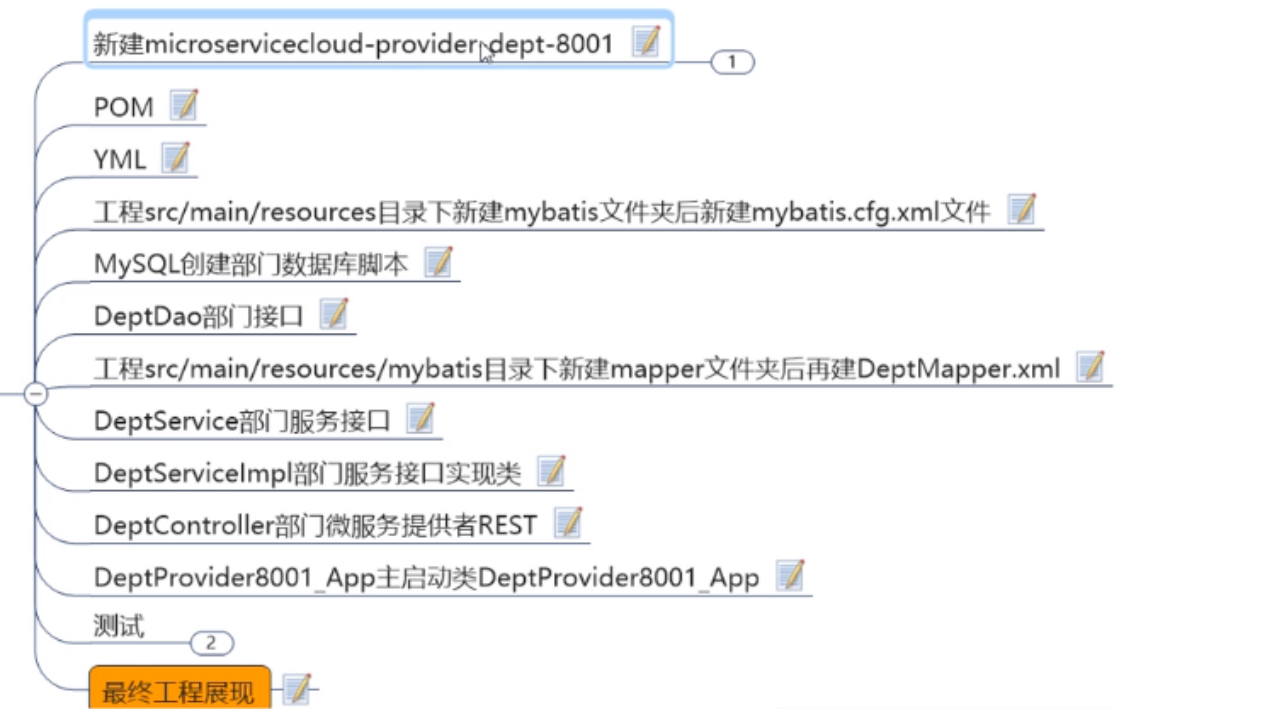 新建microservicecloud-provider-dept-8001
1
POM
YML
工程src/main/resources目录下新建mybatis文件夹后新建mybatis.cfg.xml文件
MySQL创建部门数据库脚本
DeptDao部门接口
工程src/main/resources/mybatis目录下新建mapper文件夹后再建DeptMapper.xml
DeptService部门服务接口
DeptServiceImpl部门服务接口实现类
DeptController部门微服务提供者REST
DeptProvider8001_App主启动类DeptProvider8001_App
测试
2
最终工程展现